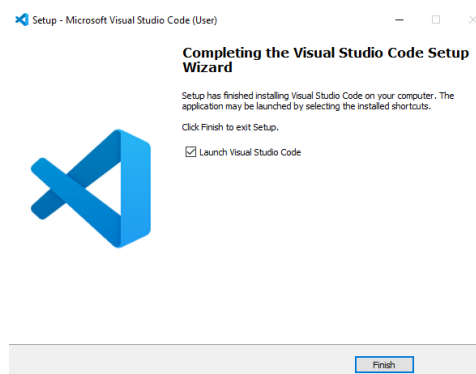 Setup - Microsoft Visual Studio Code (User)
Completing the Visual Studio Code Setup
Wizard
Setup has finished installing Visual Studio Code on your computer. The
application may be launched by selecting the installed shortcuts.
Click Finish to exit Setup.
Launch Visual Studio Code
Finish